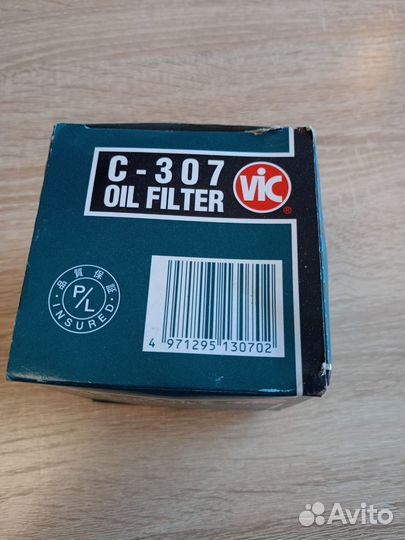 C-307
OIL FILTER
VIC
®
品質保証
P/L
INSURED
4 971295 130702
Avito